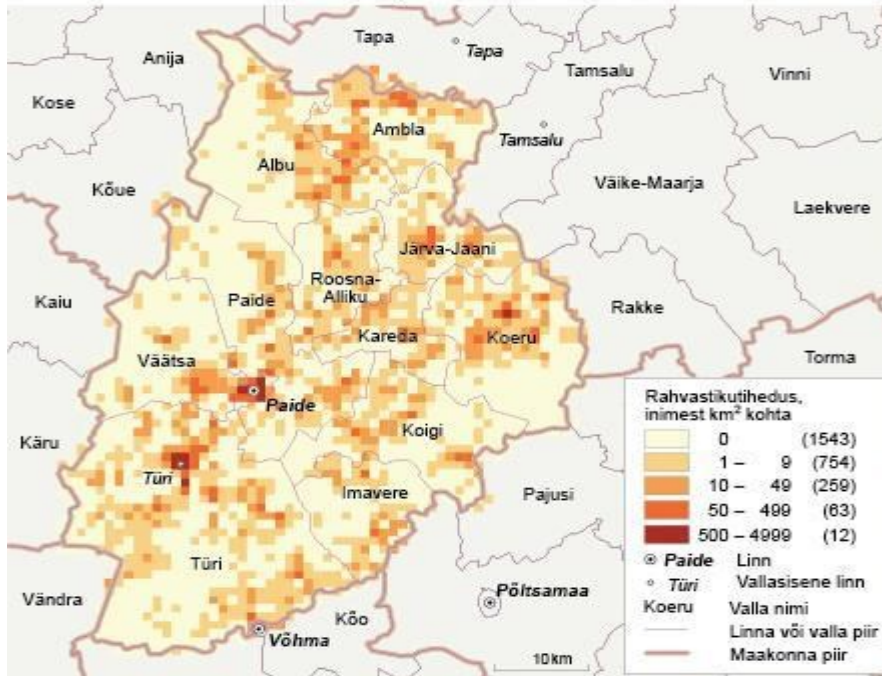 Tapa
Anija
Tapa
Tamsalu
Vinni
Kose
Ambla
Tamsalu
Albu
Väike-Maarja
Kõue
Laekvere
Järva-Jaani
Kaiu
Paide
Roosna-
Alliku
Rakke
Kareda
Koeru
Väätsa
Torma
Paide
Koigi
Käru
Türi
Imavere
Pajusi
Türi
Vändra
Kõo
Põltsamaa
Võhma
10 km
Rahvastikutihedus,
inimest km² kohta
0 (1543)
1 – 9 (754)
10 – 49 (259)
50 – 499 (63)
500 – 4999 (12)
Paide Linn
Türi Vallasisene linn
Koeru Valla nimi
Linna või valla piir
Maakonna piir